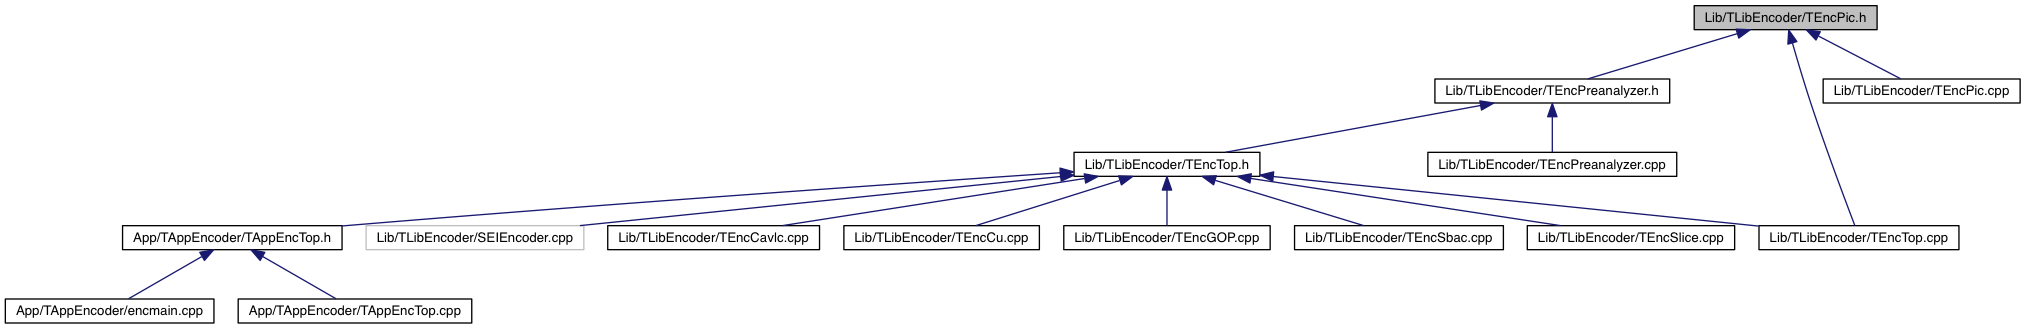 Lib/TLibEncoder/TEncPic.h
Lib/TLibEncoder/TEncPreanalyzer.h
Lib/TLibEncoder/TEncPic.cpp
Lib/TLibEncoder/TEncTop.h
Lib/TLibEncoder/TEncPreanalyzer.cpp
App/TAppEncoder/TAppEncTop.h
Lib/TLibEncoder/SEIEncoder.cpp
Lib/TLibEncoder/TEncCavlc.cpp
Lib/TLibEncoder/TEncCu.cpp
Lib/TLibEncoder/TEncGOP.cpp
Lib/TLibEncoder/TEncSbac.cpp
Lib/TLibEncoder/TEncSlice.cpp
Lib/TLibEncoder/TEncTop.cpp
App/TAppEncoder/encmain.cpp
App/TAppEncoder/TAppEncTop.cpp